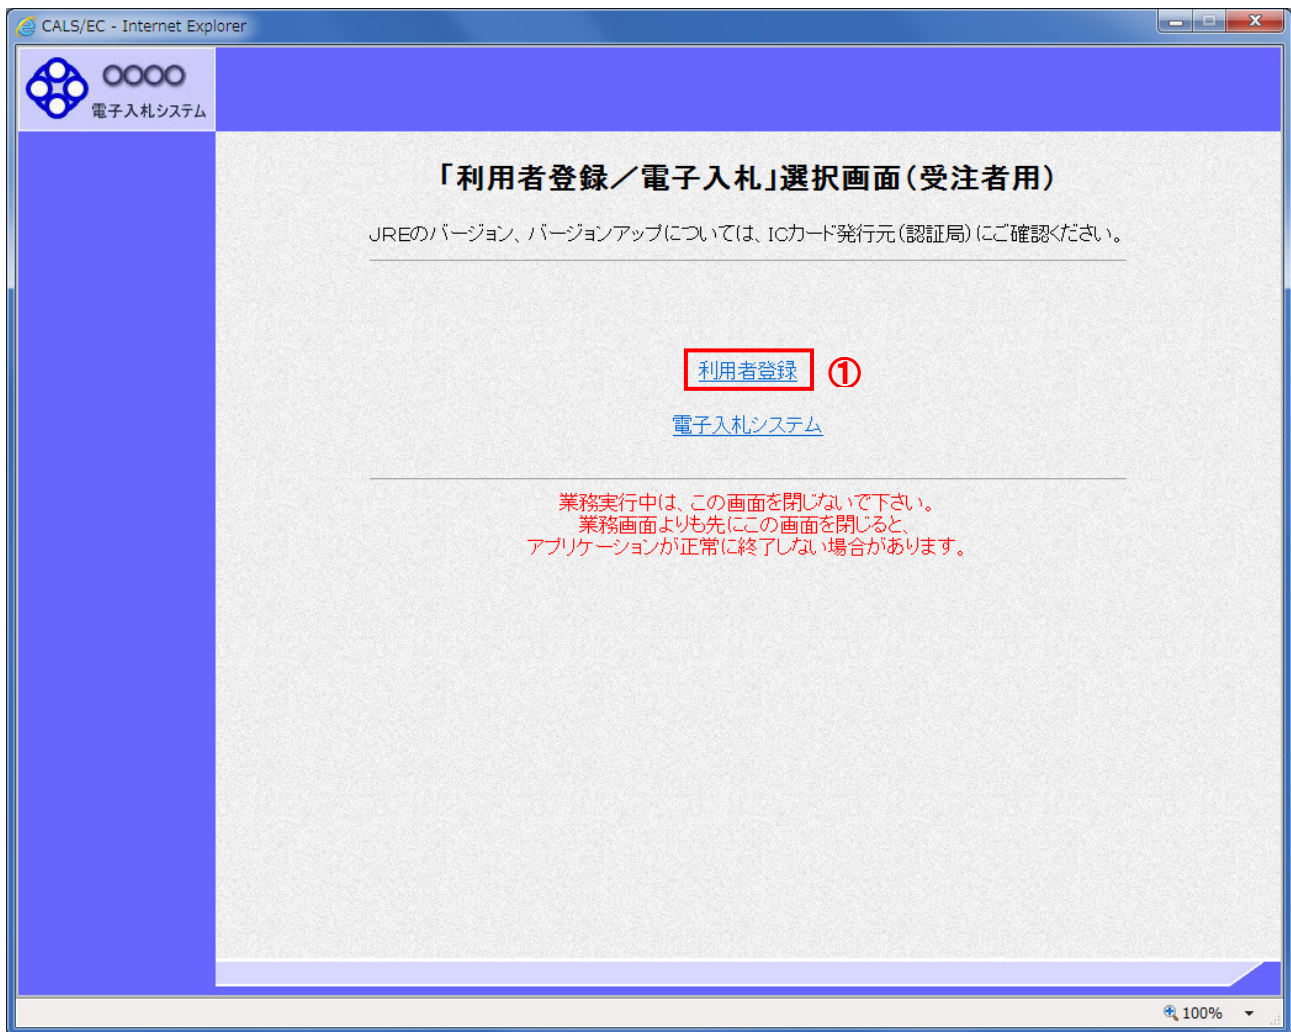 CALS/EC - Internet Explorer
○○○○
電子入札システム
「利用者登録／電子入札」選択画面（受注者用）
JREのバージョン、バージョンアップについては、ICカード発行元（認証局）にご確認ください。
利用者登録 ①
電子入札システム
業務実行中は、この画面を閉じないで下さい。
業務画面よりも先にこの画面を閉じると、
アプリケーションが正常に終了しない場合があります。
100%